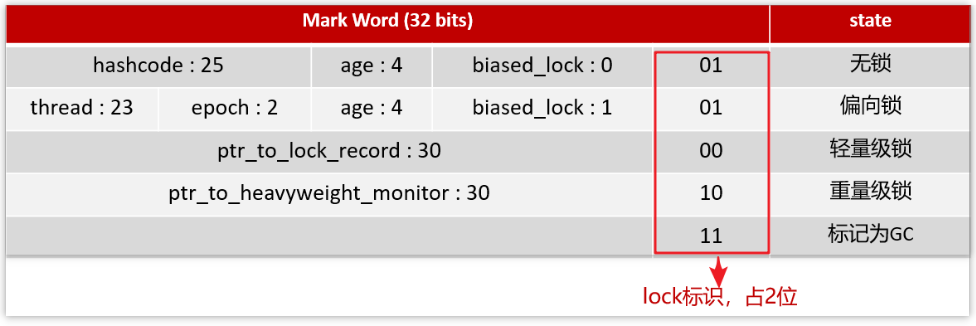 Mark Word (32 bits) state
hashcode : 25 age : 4 biased_lock : 0 01 无锁
thread : 23 epoch : 2 age : 4 biased_lock : 1 01 偏向锁
ptr_to_lock_record : 30 00 轻量级锁
ptr_to_heavyweight_monitor : 30 10 重量级锁
11 标记为GC
lock标识，占2位